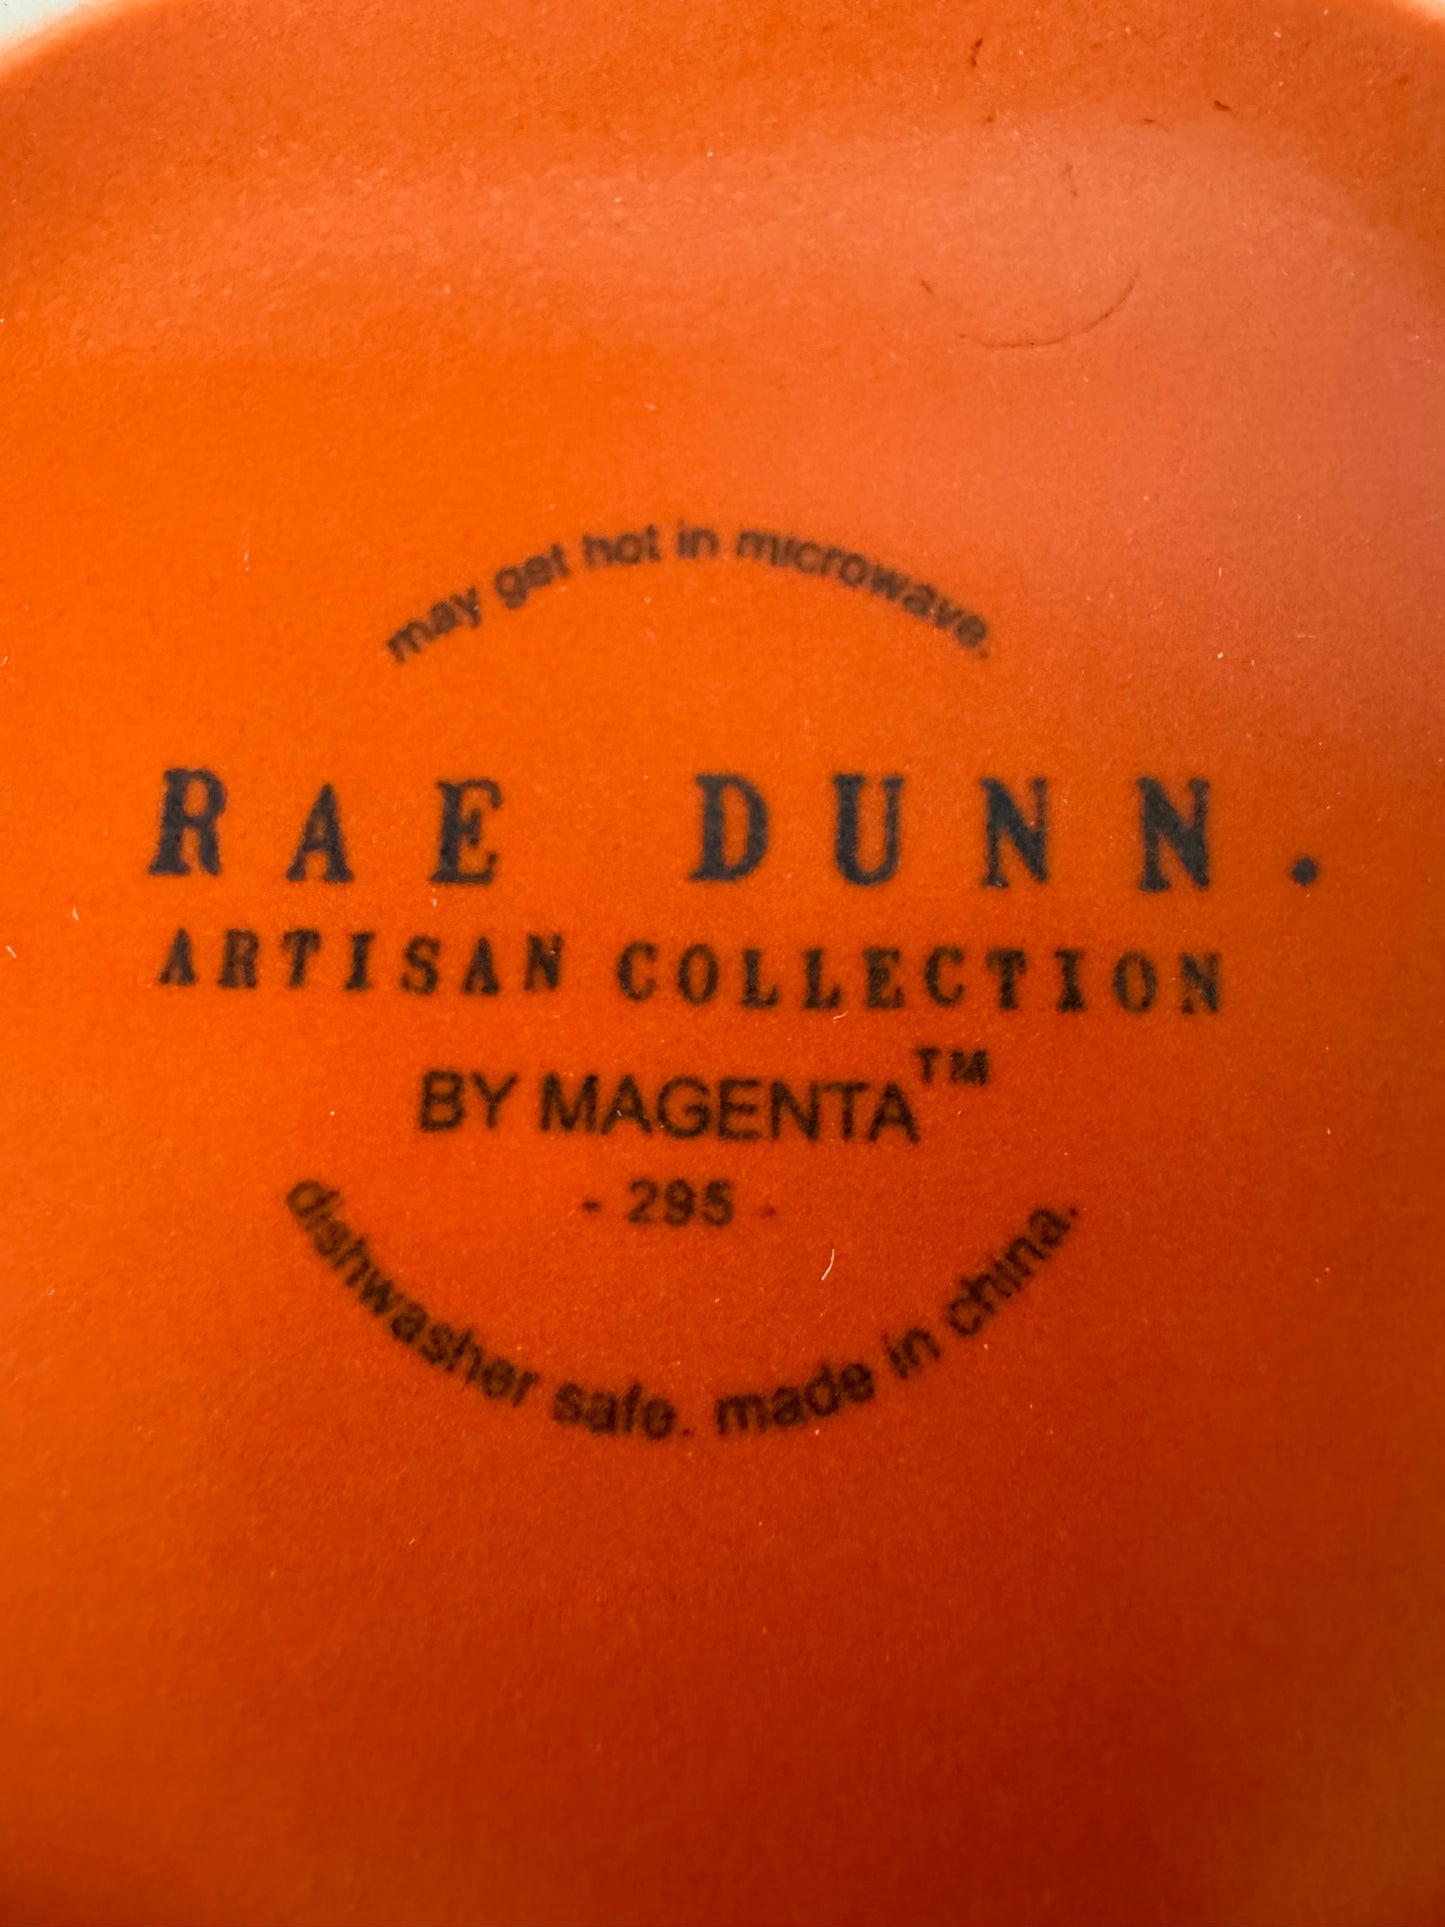 may get hot in microwave.
RAE DUNN.
ARTISAN COLLECTION
BY MAGENTA™
- 295 -
dishwasher safe. made in china.